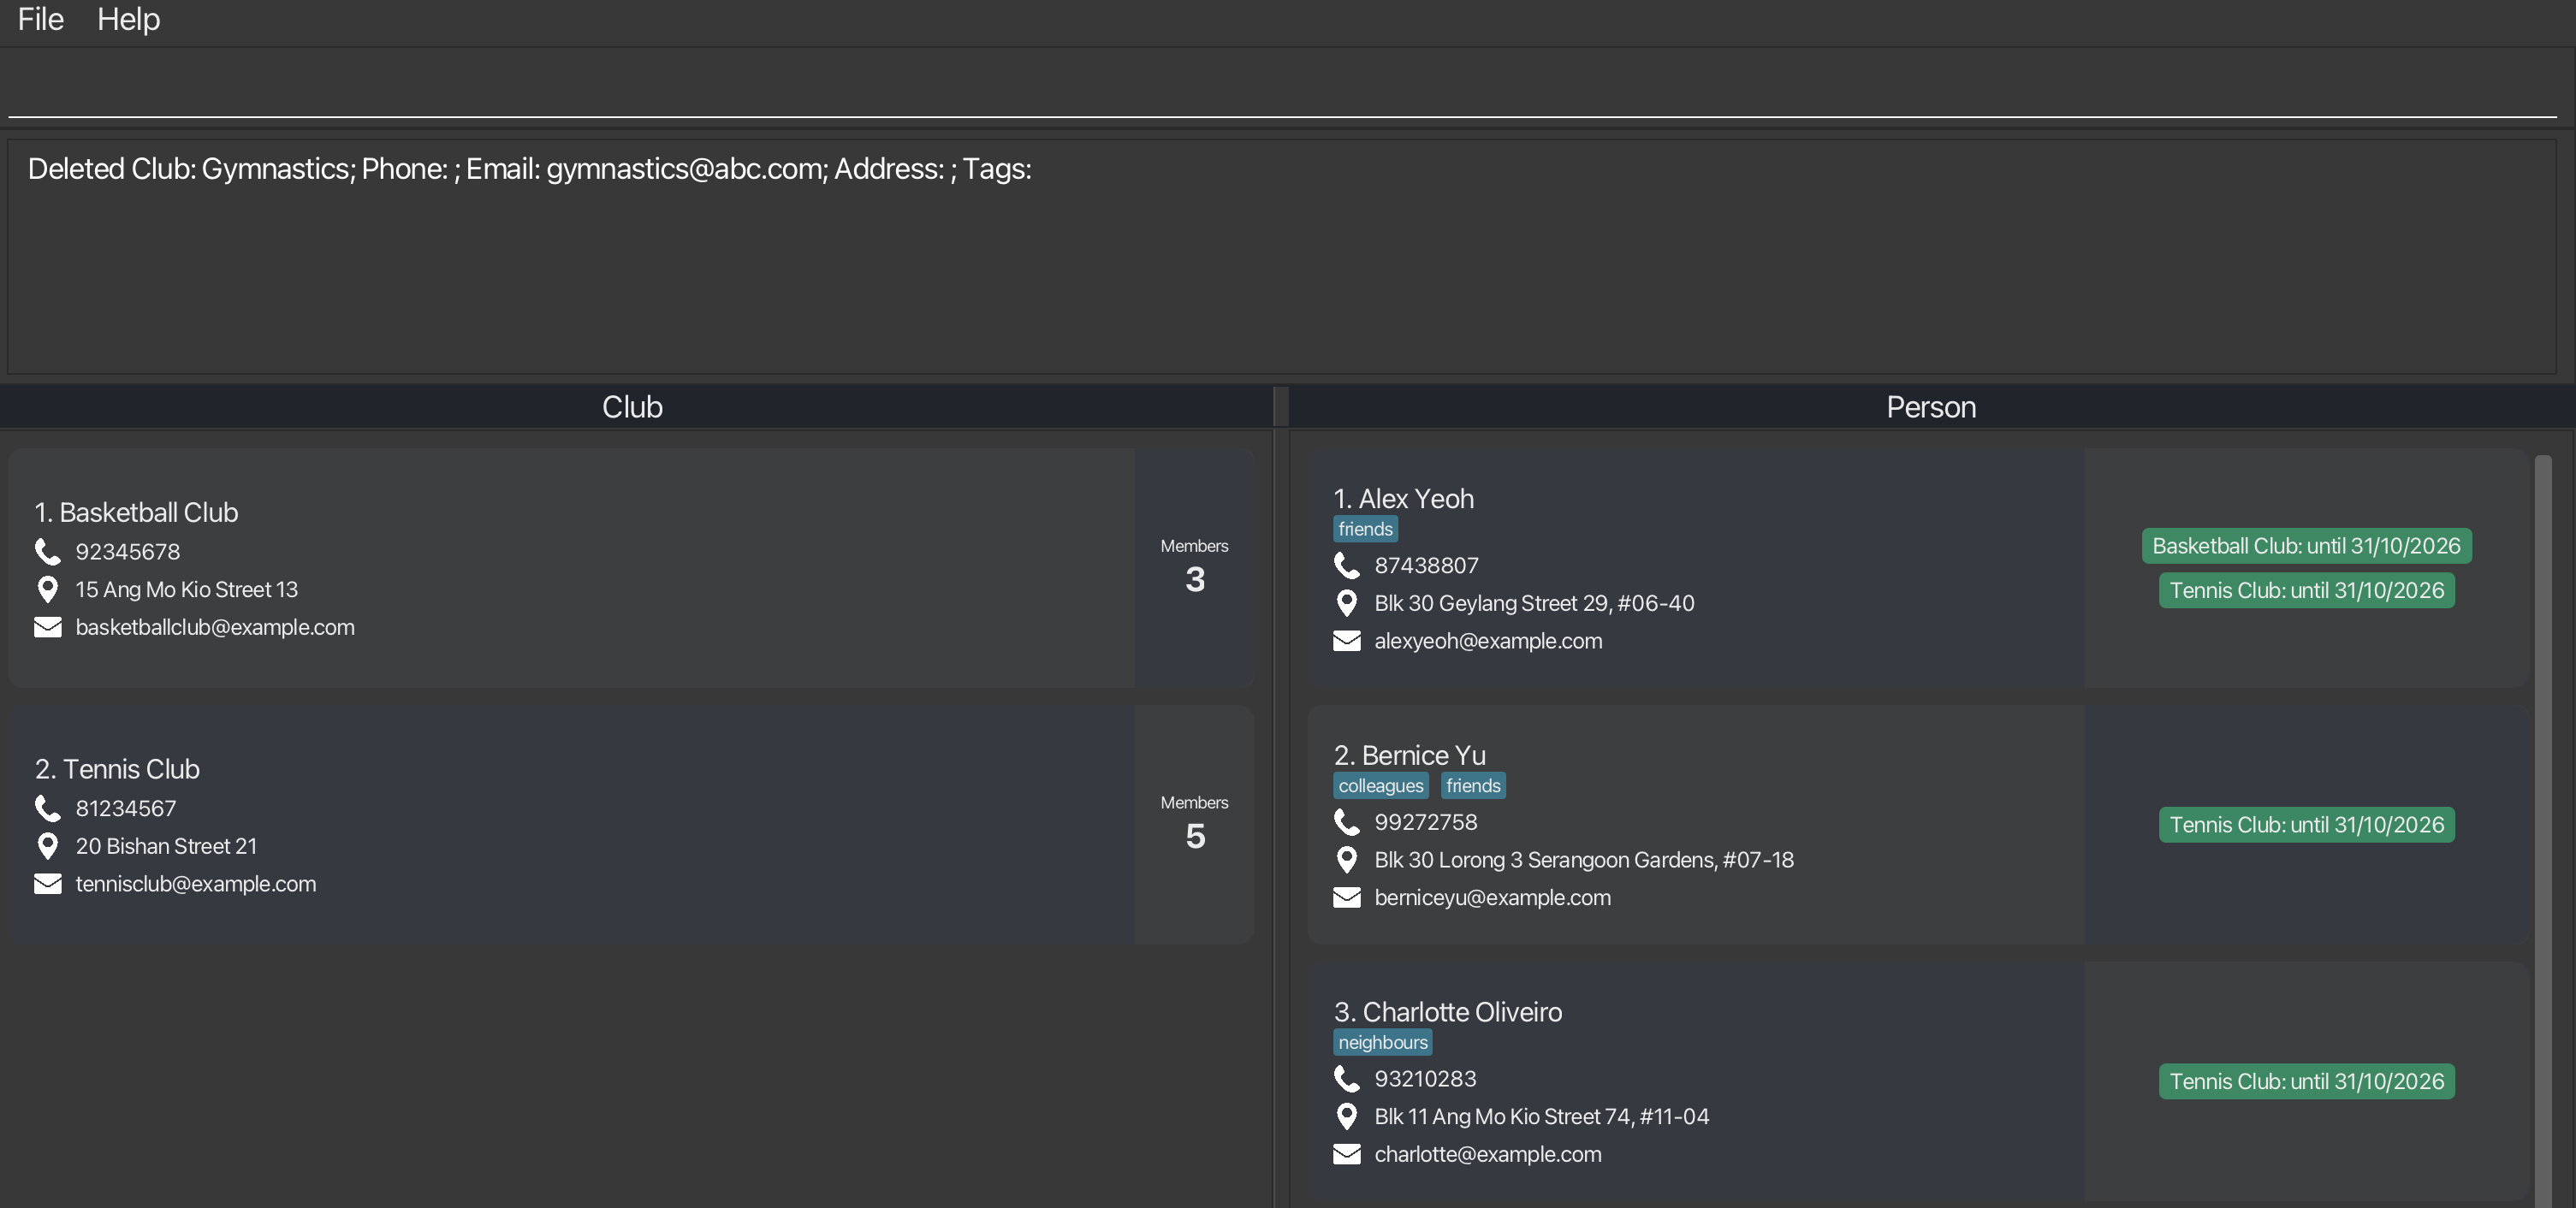 File Help
Deleted Club: Gymnastics; Phone: ; Email: gymnastics@abc.com; Address: ; Tags:
Club
1. Basketball Club
92345678
15 Ang Mo Kio Street 13
basketballclub@example.com
Members
3
2. Tennis Club
81234567
20 Bishan Street 21
tennisclub@example.com
Members
5
Person
1. Alex Yeoh
friends
87438807
Blk 30 Geylang Street 29, #06-40
alexyeoh@example.com
Basketball Club: until 31/10/2026
Tennis Club: until 31/10/2026
2. Bernice Yu
colleagues friends
99272758
Blk 30 Lorong 3 Serangoon Gardens, #07-18
berniceyu@example.com
Tennis Club: until 31/10/2026
3. Charlotte Oliveiro
neighbours
93210283
Blk 11 Ang Mo Kio Street 74, #11-04
charlotte@example.com
Tennis Club: until 31/10/2026